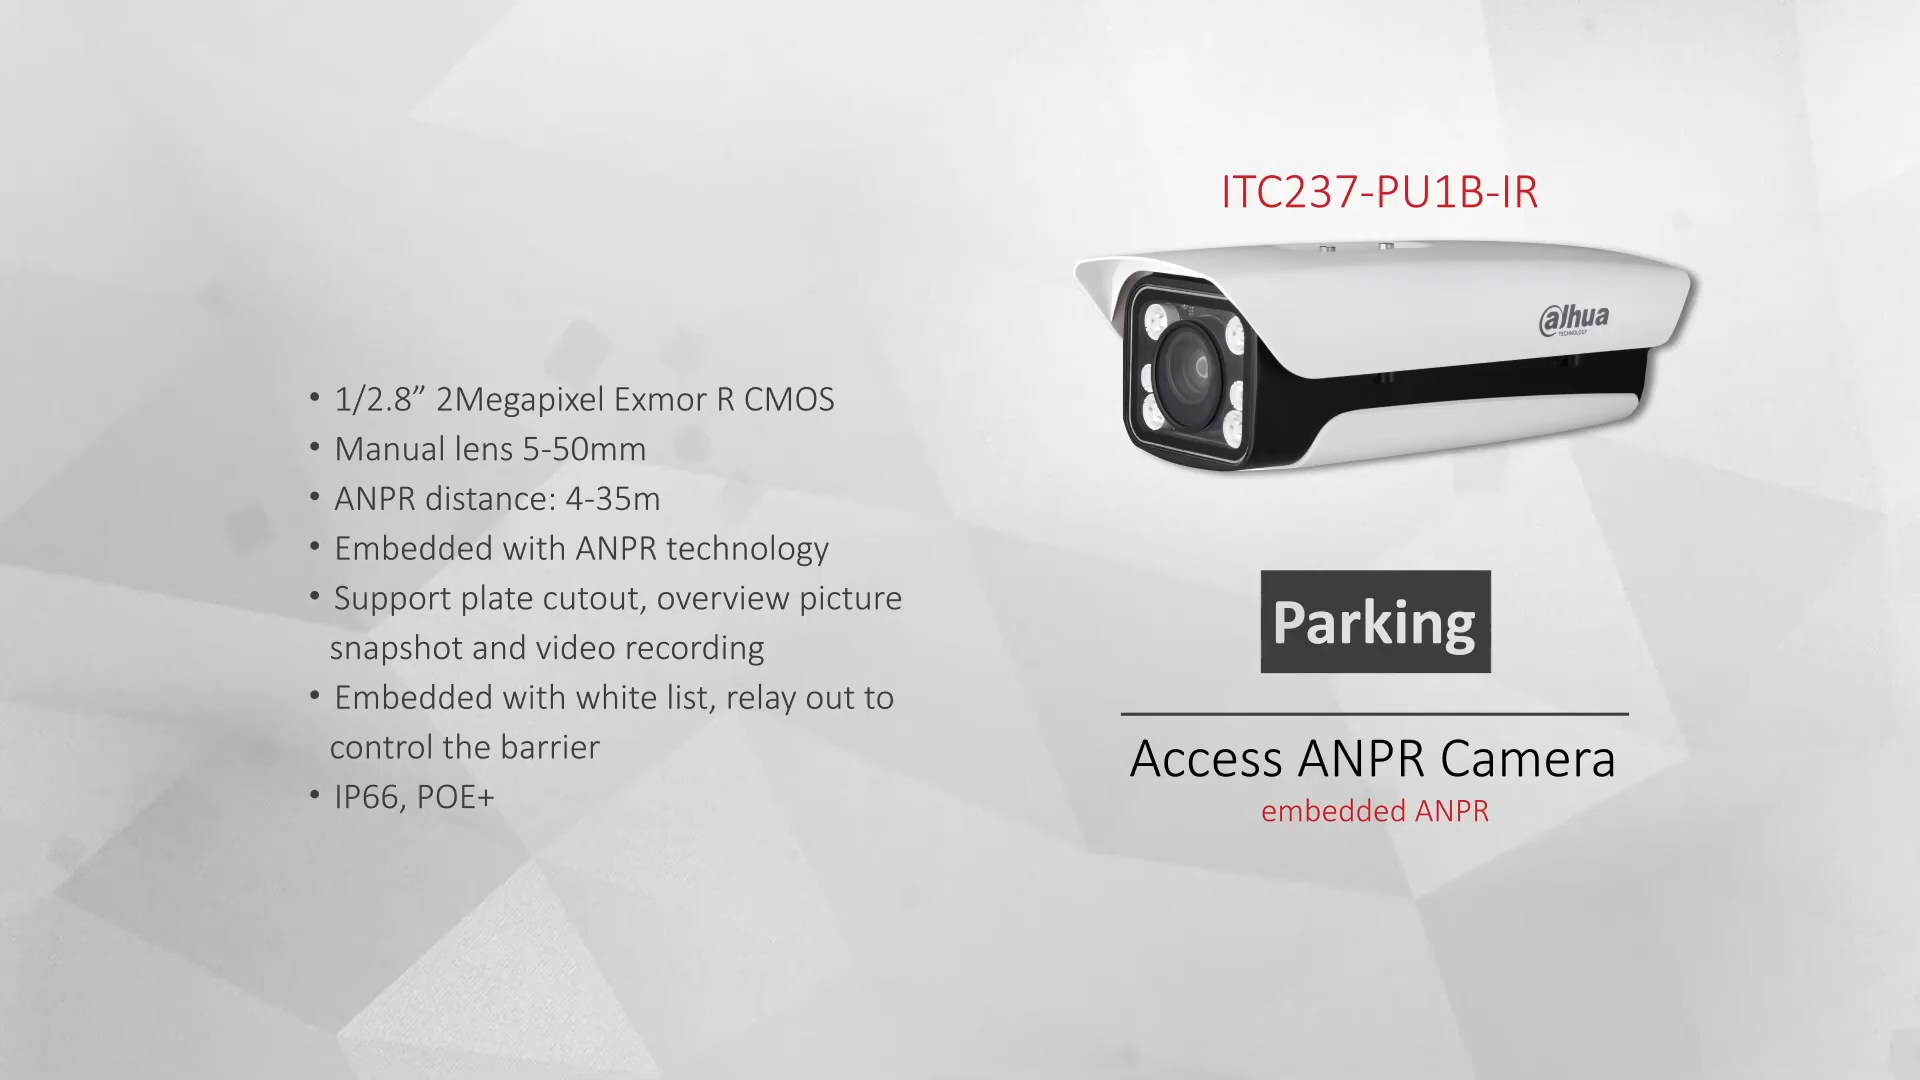 ITC237-PU1B-IR
alhua
TECHNOLOGY
• 1/2.8” 2Megapixel Exmor R CMOS
• Manual lens 5-50mm
• ANPR distance: 4-35m
• Embedded with ANPR technology
• Support plate cutout, overview picture
snapshot and video recording
• Embedded with white list, relay out to
control the barrier
• IP66, POE+
Parking
Access ANPR Camera
embedded ANPR